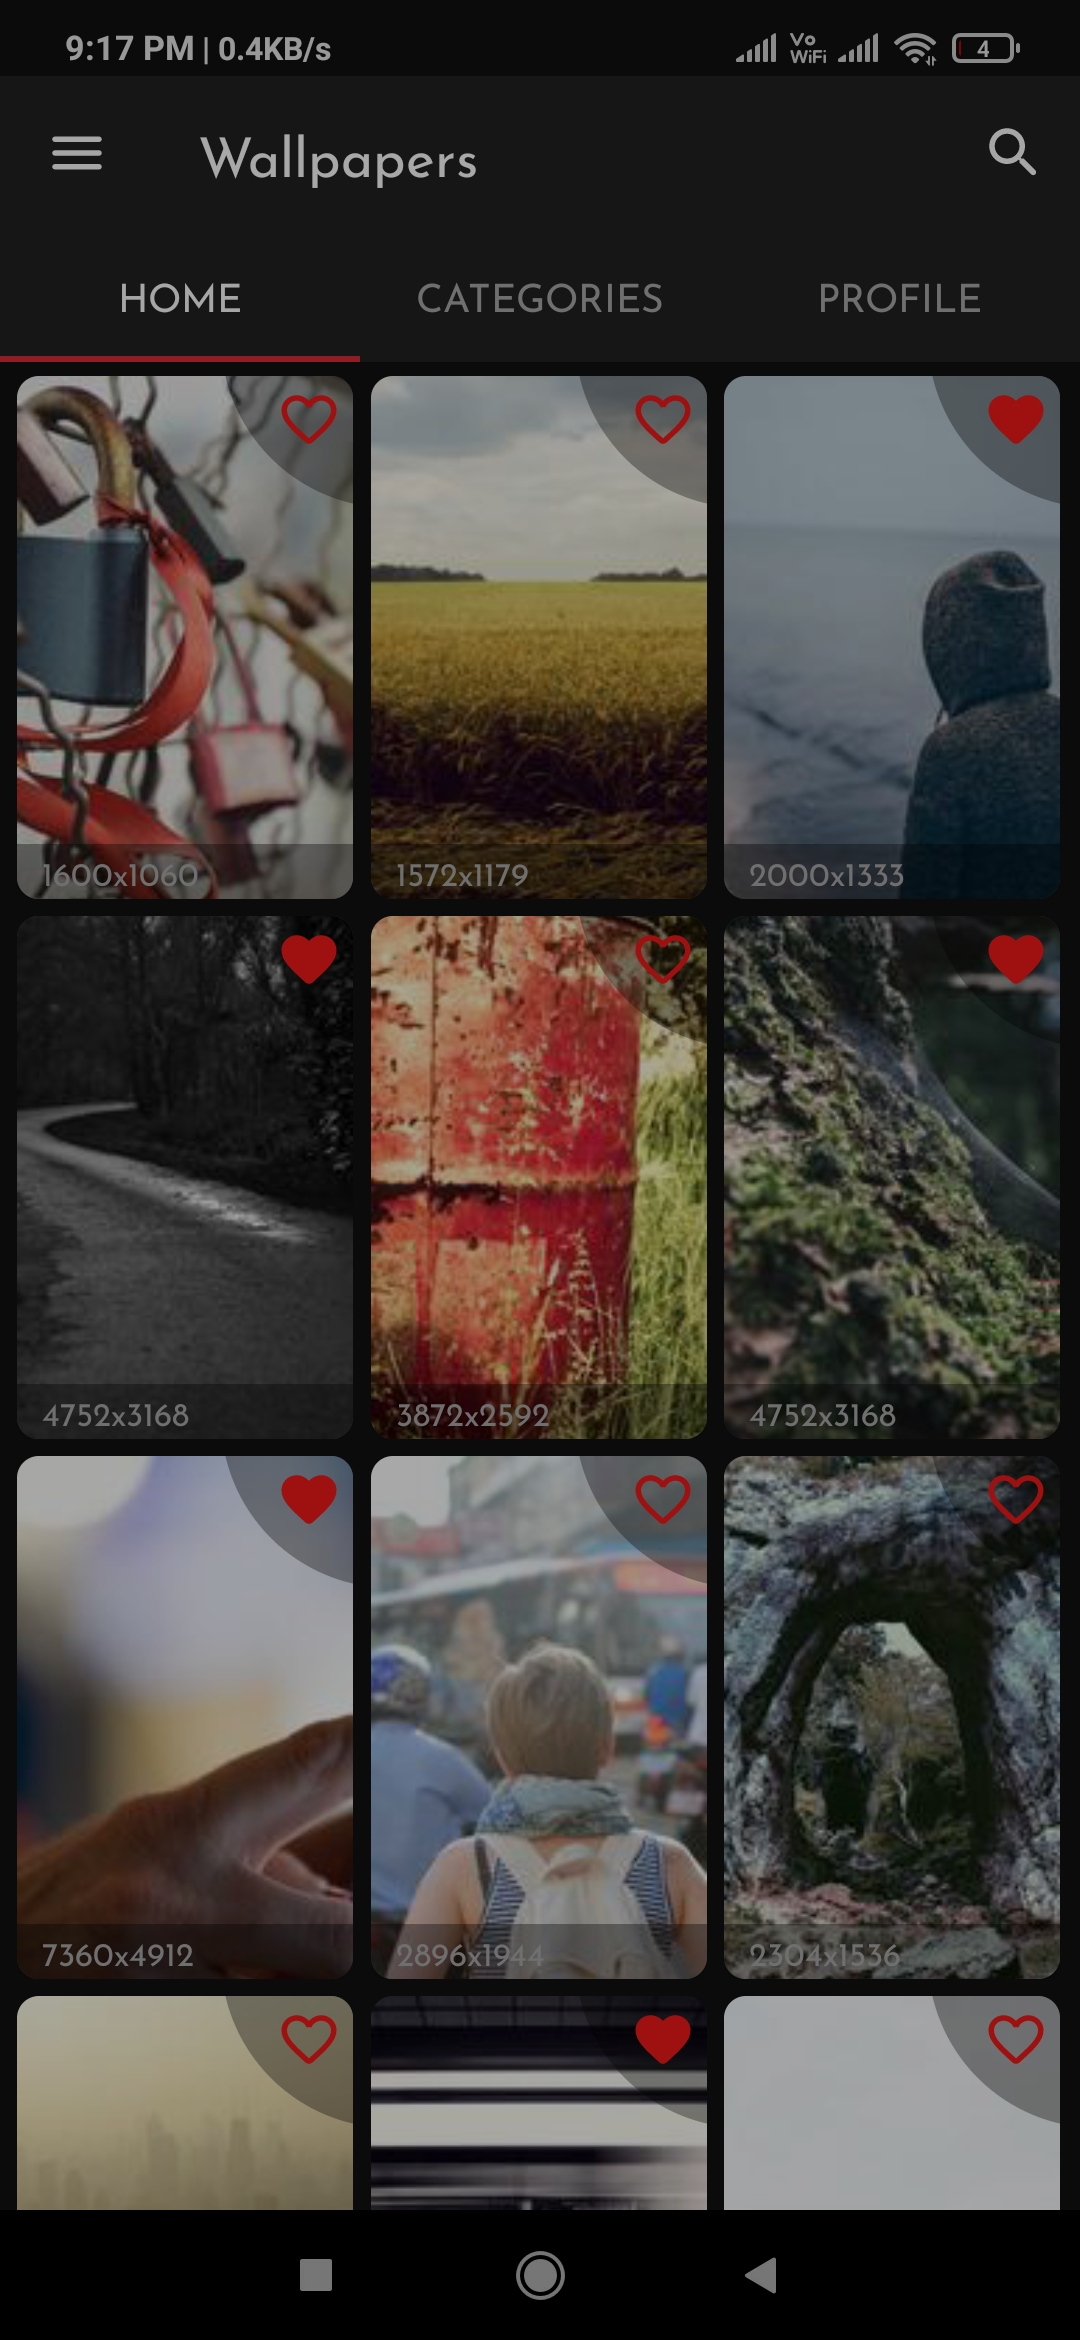 9:17 PM | 0.4KB/s Vo WiFi 4
Wallpapers
HOME CATEGORIES PROFILE
1600x1060 1572x1179 2000x1333
4752x3168 3872x2592 4752x3168
7360x4912 2896x1944 2304x1536